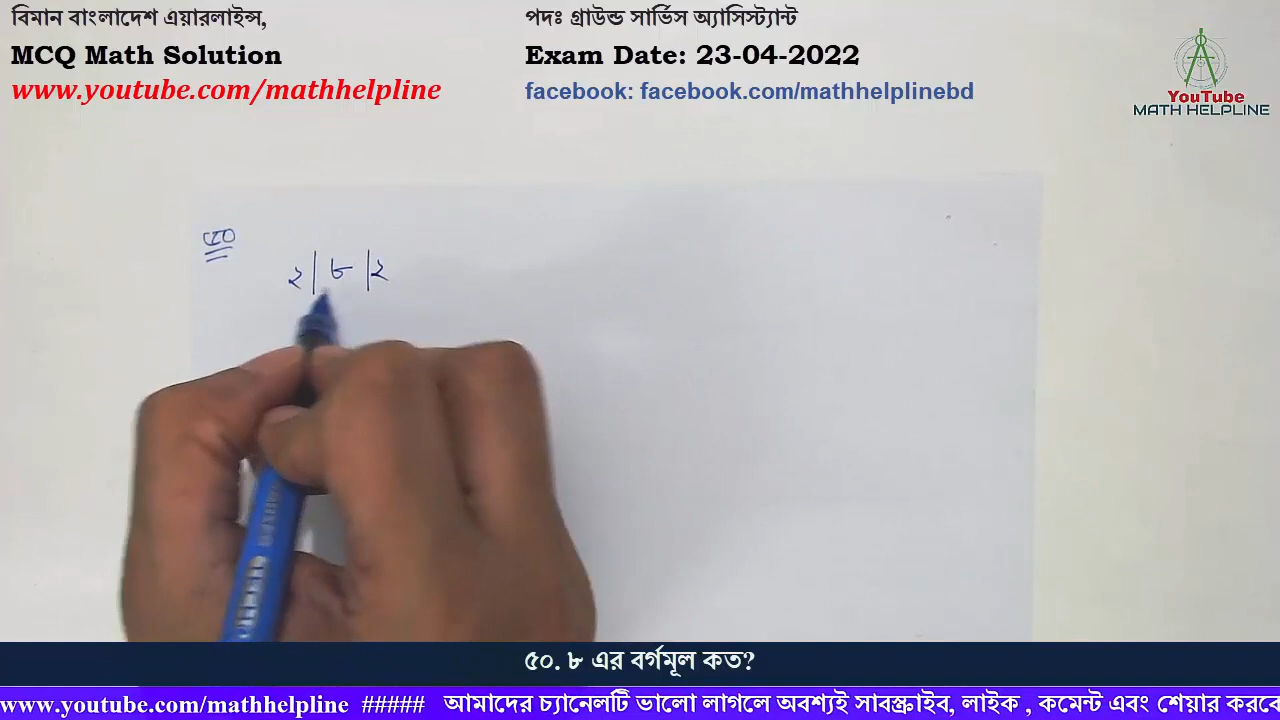 বিমান বাংলাদেশ এয়ারলাইন্স,
পদঃ গ্রাউন্ড সার্ভিস অ্যাসিস্ট্যান্ট
MCQ Math Solution
Exam Date: 23-04-2022
www.youtube.com/mathhelpline
facebook: facebook.com/mathhelplinebd
YouTube
MATH HELPLINE
৫০
২| ৮ |২
৫০. ৮ এর বর্গমূল কত?
www.youtube.com/mathhelpline ##### আমাদের চ্যানেলটি ভালো লাগলে অবশ্যই সাবস্ক্রাইব, লাইক , কমেন্ট এবং শেয়ার করবে